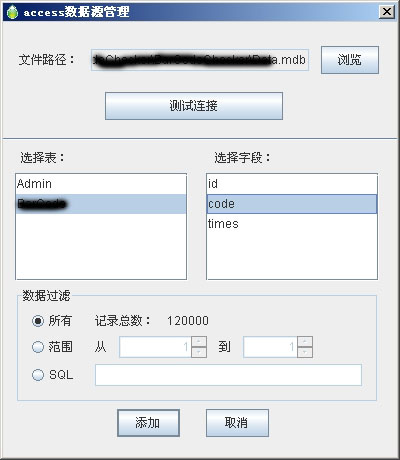 access数据源管理
文件路径： .mdb 浏览
测试连接
选择表： 选择字段：
Admin id
code
times
数据过滤
所有 记录总数： 120000
范围 从 1 到 1
SQL
添加 取消